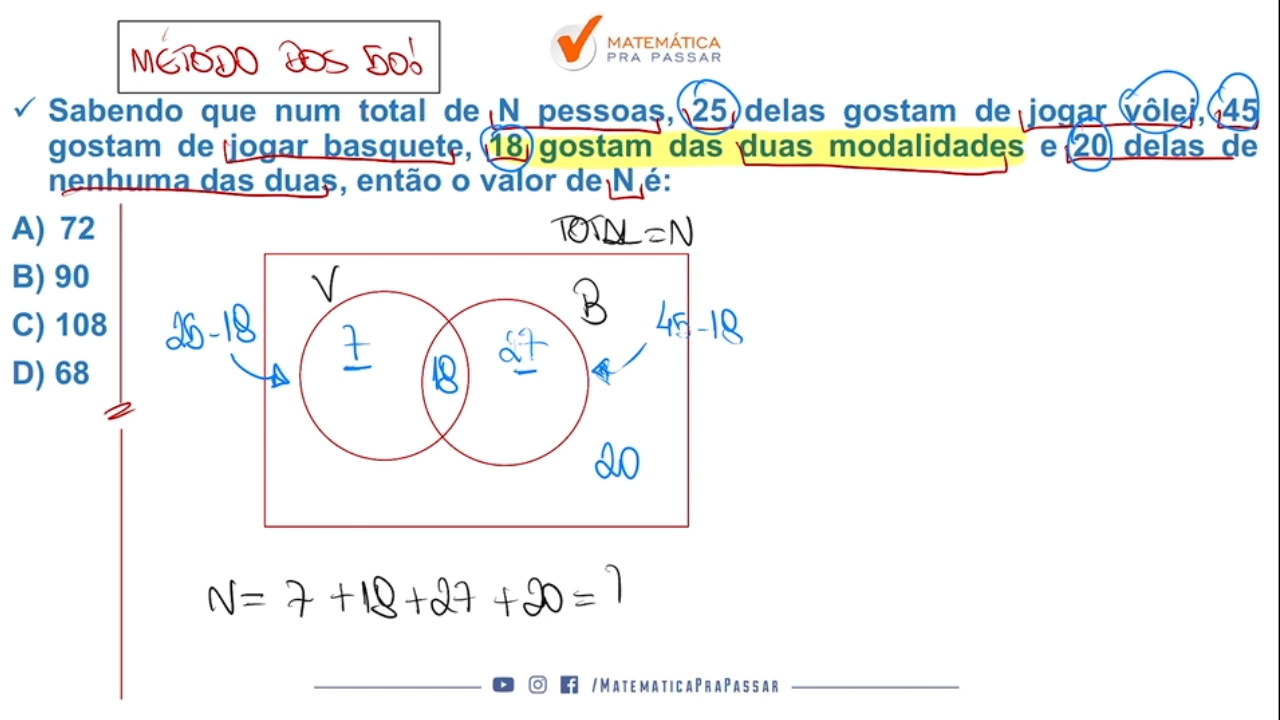 MÉTODO DOS 50!
MATEMÁTICA
PRA PASSAR
✓ Sabendo que num total de N pessoas, 25 delas gostam de jogar vôlei, 45
gostam de jogar basquete, 18 gostam das duas modalidades e 20 delas de
nenhuma das duas, então o valor de N é:
A) 72
B) 90
C) 108
D) 68
TOTAL = N
V
B
25-18
7
18
27
45-18
20
N = 7 + 18 + 27 + 20 =
/MATEMATICAPRAPASSAR